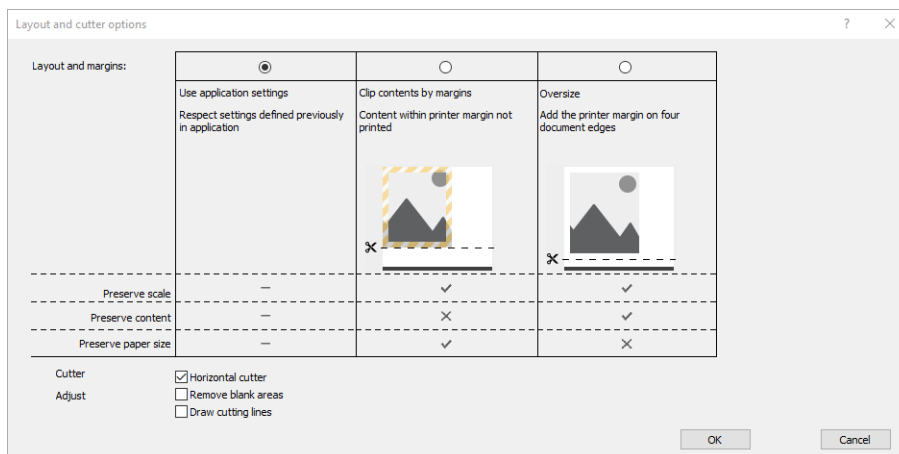 Layout and cutter options
Layout and margins:
Use application settings
Respect settings defined previously
in application
Clip contents by margins
Content within printer margin not
printed
Oversize
Add the printer margin on four
document edges
Preserve scale
Preserve content
Preserve paper size
Cutter
Horizontal cutter
Adjust
Remove blank areas
Draw cutting lines
OK
Cancel